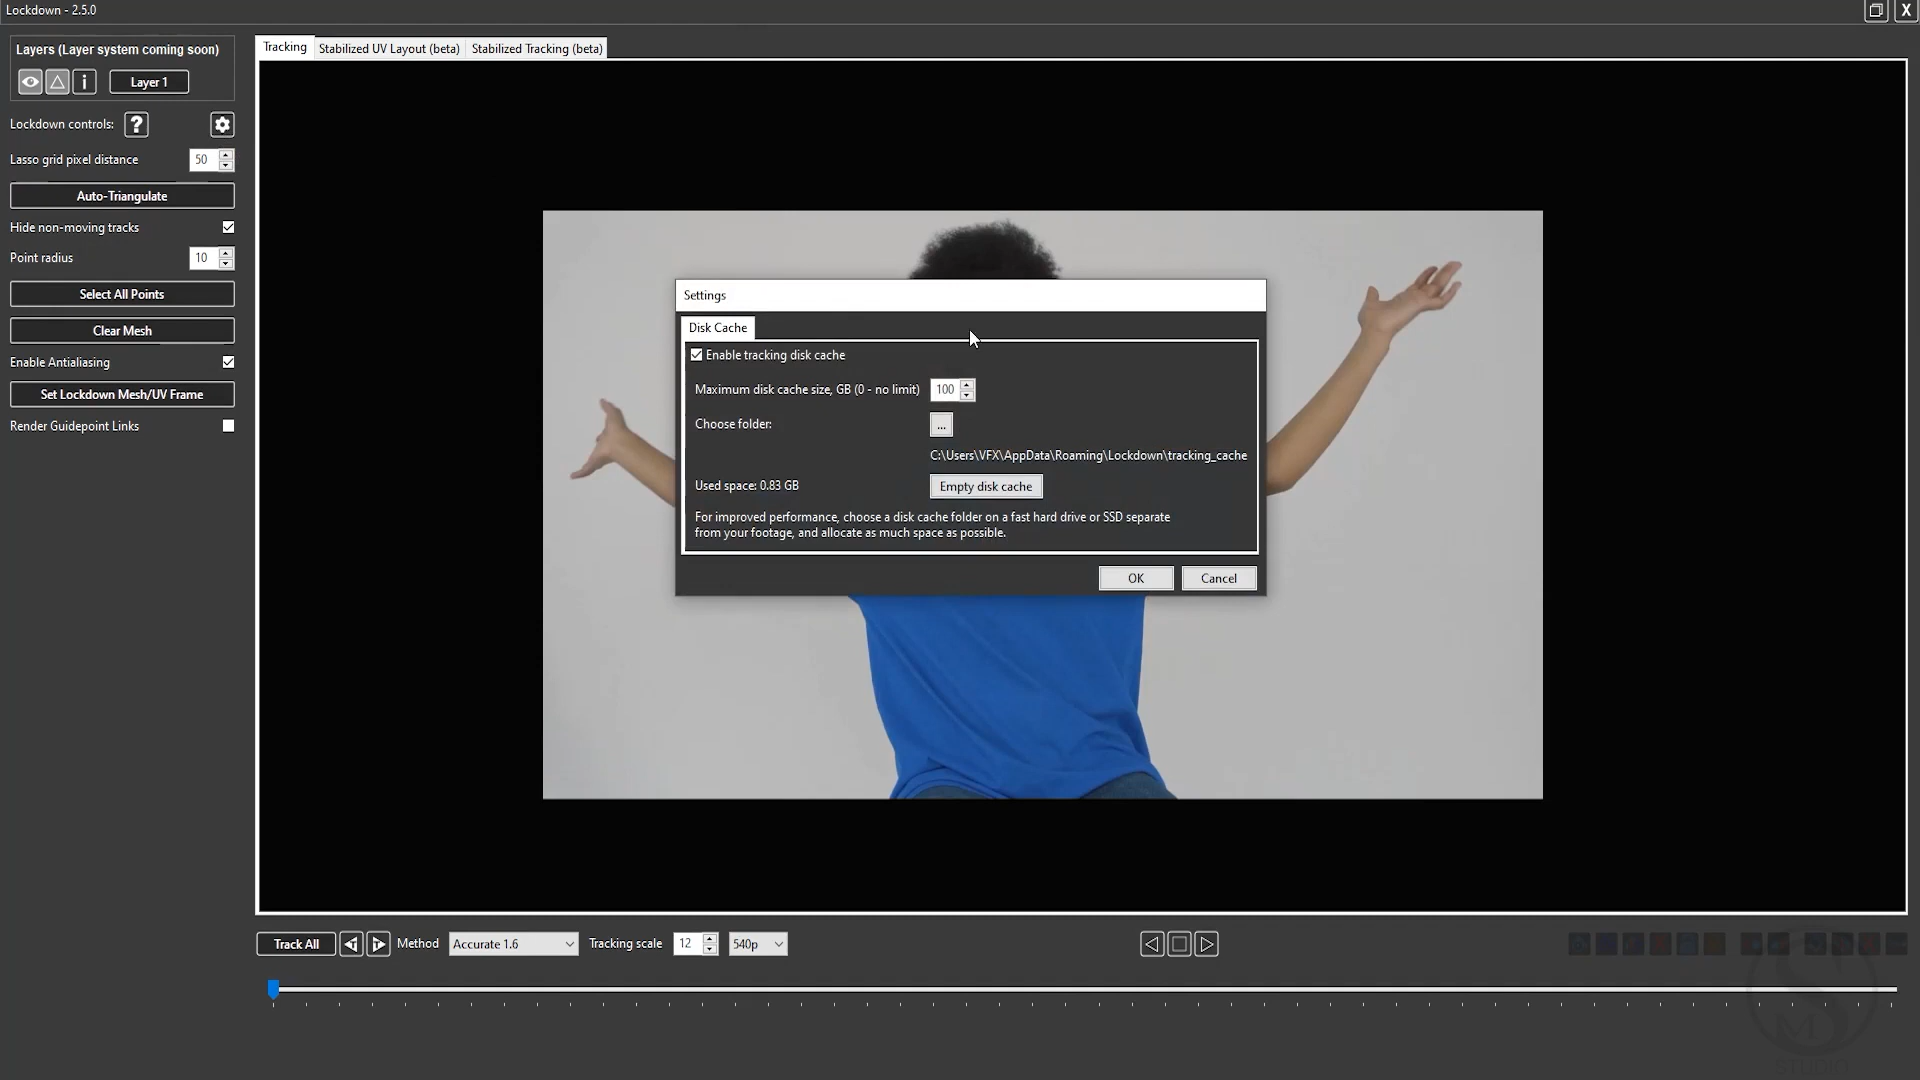 Lockdown - 2.5.0
X
Layers (Layer system coming soon)
i
Layer 1
Lockdown controls:
?
Lasso grid pixel distance
50
Auto-Triangulate
Hide non-moving tracks
Point radius
10
Select All Points
Clear Mesh
Enable Antialiasing
Set Lockdown Mesh/UV Frame
Render Guidepoint Links
Tracking
Stabilized UV Layout (beta)
Stabilized Tracking (beta)
Settings
Disk Cache
Enable tracking disk cache
Maximum disk cache size, GB (0 - no limit)
100
Choose folder:
...
C:\Users\VFX\AppData\Roaming\Lockdown\tracking_cache
Used space: 0.83 GB
Empty disk cache
For improved performance, choose a disk cache folder on a fast hard drive or SSD separate
from your footage, and allocate as much space as possible.
OK
Cancel
Track All
Method
Accurate 1.6
Tracking scale
12
540p
S
M
STUDIO